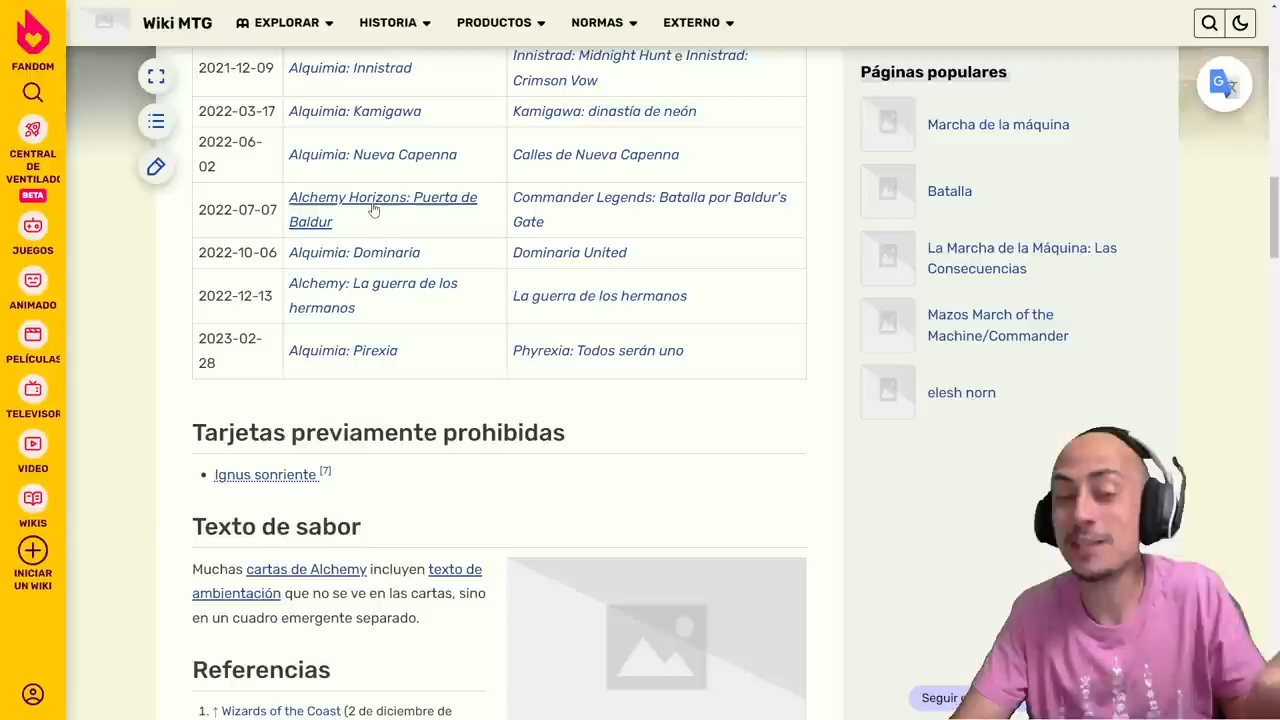 Wiki MTG
EXPLORAR
HISTORIA
PRODUCTOS
NORMAS
EXTERNO
FANDOM
CENTRAL
DE
VENTILADO
BETA
JUEGOS
ANIMADO
PELÍCULAS
TELEVISOR
VIDEO
WIKIS
INICIAR
UN WIKI
2021-12-09 Alquimia: Innistrad Innistrad: Midnight Hunt e Innistrad:
Crimson Vow
2022-03-17 Alquimia: Kamigawa Kamigawa: dinastía de neón
2022-06-
02 Alquimia: Nueva Capenna Calles de Nueva Capenna
2022-07-07 Alchemy Horizons: Puerta de
Baldur Commander Legends: Batalla por Baldur's
Gate
2022-10-06 Alquimia: Dominaria Dominaria United
2022-12-13 Alchemy: La guerra de los
hermanos La guerra de los hermanos
2023-02-
28 Alquimia: Pirexia Phyrexia: Todos serán uno
Tarjetas previamente prohibidas
• Ignus sonriente [7]
Texto de sabor
Muchas cartas de Alchemy incluyen texto de
ambientación que no se ve en las cartas, sino
en un cuadro emergente separado.
Referencias
1. ↑ Wizards of the Coast (2 de diciembre de
Páginas populares
Marcha de la máquina
Batalla
La Marcha de la Máquina: Las
Consecuencias
Mazos March of the
Machine/Commander
elesh norn
G
Seguir